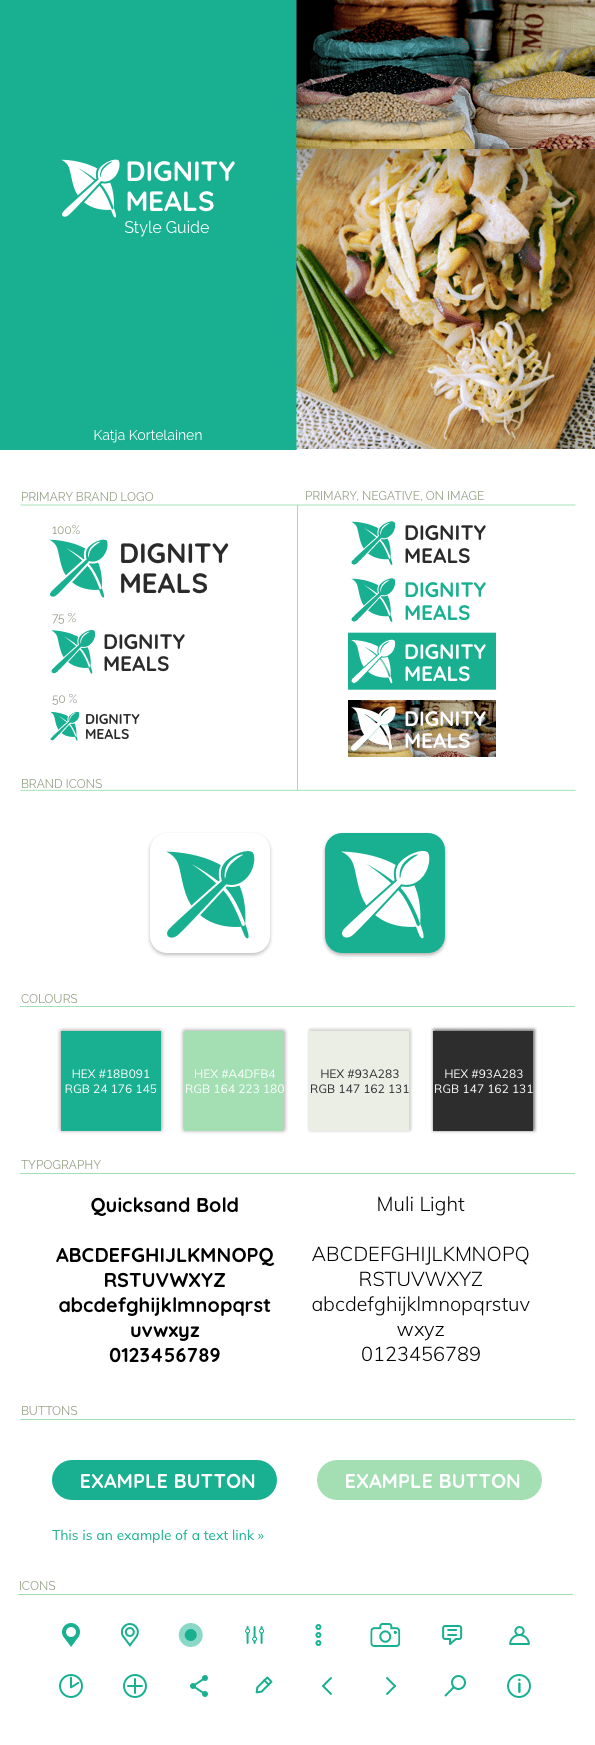 DIGNITY
MEALS
Style Guide
MO
Katja Kortelainen
PRIMARY BRAND LOGO
PRIMARY, NEGATIVE, ON IMAGE
100%
DIGNITY
MEALS
75 %
DIGNITY
MEALS
50 %
DIGNITY
MEALS
DIGNITY
MEALS
DIGNITY
MEALS
DIGNITY
MEALS
DIGNITY
MEALS
BRAND ICONS
COLOURS
HEX #18B091
RGB 24 176 145
HEX #A4DFB4
RGB 164 223 180
HEX #93A283
RGB 147 162 131
HEX #93A283
RGB 147 162 131
TYPOGRAPHY
Quicksand Bold
ABCDEFGHIJLKMNOPQ
RSTUVWXYZ
abcdefghijklmnopqrst
uvwxyz
0123456789
Muli Light
ABCDEFGHIJLKMNOPQ
RSTUVWXYZ
abcdefghijklmnopqrstuv
wxyz
0123456789
BUTTONS
EXAMPLE BUTTON
EXAMPLE BUTTON
This is an example of a text link »
ICONS